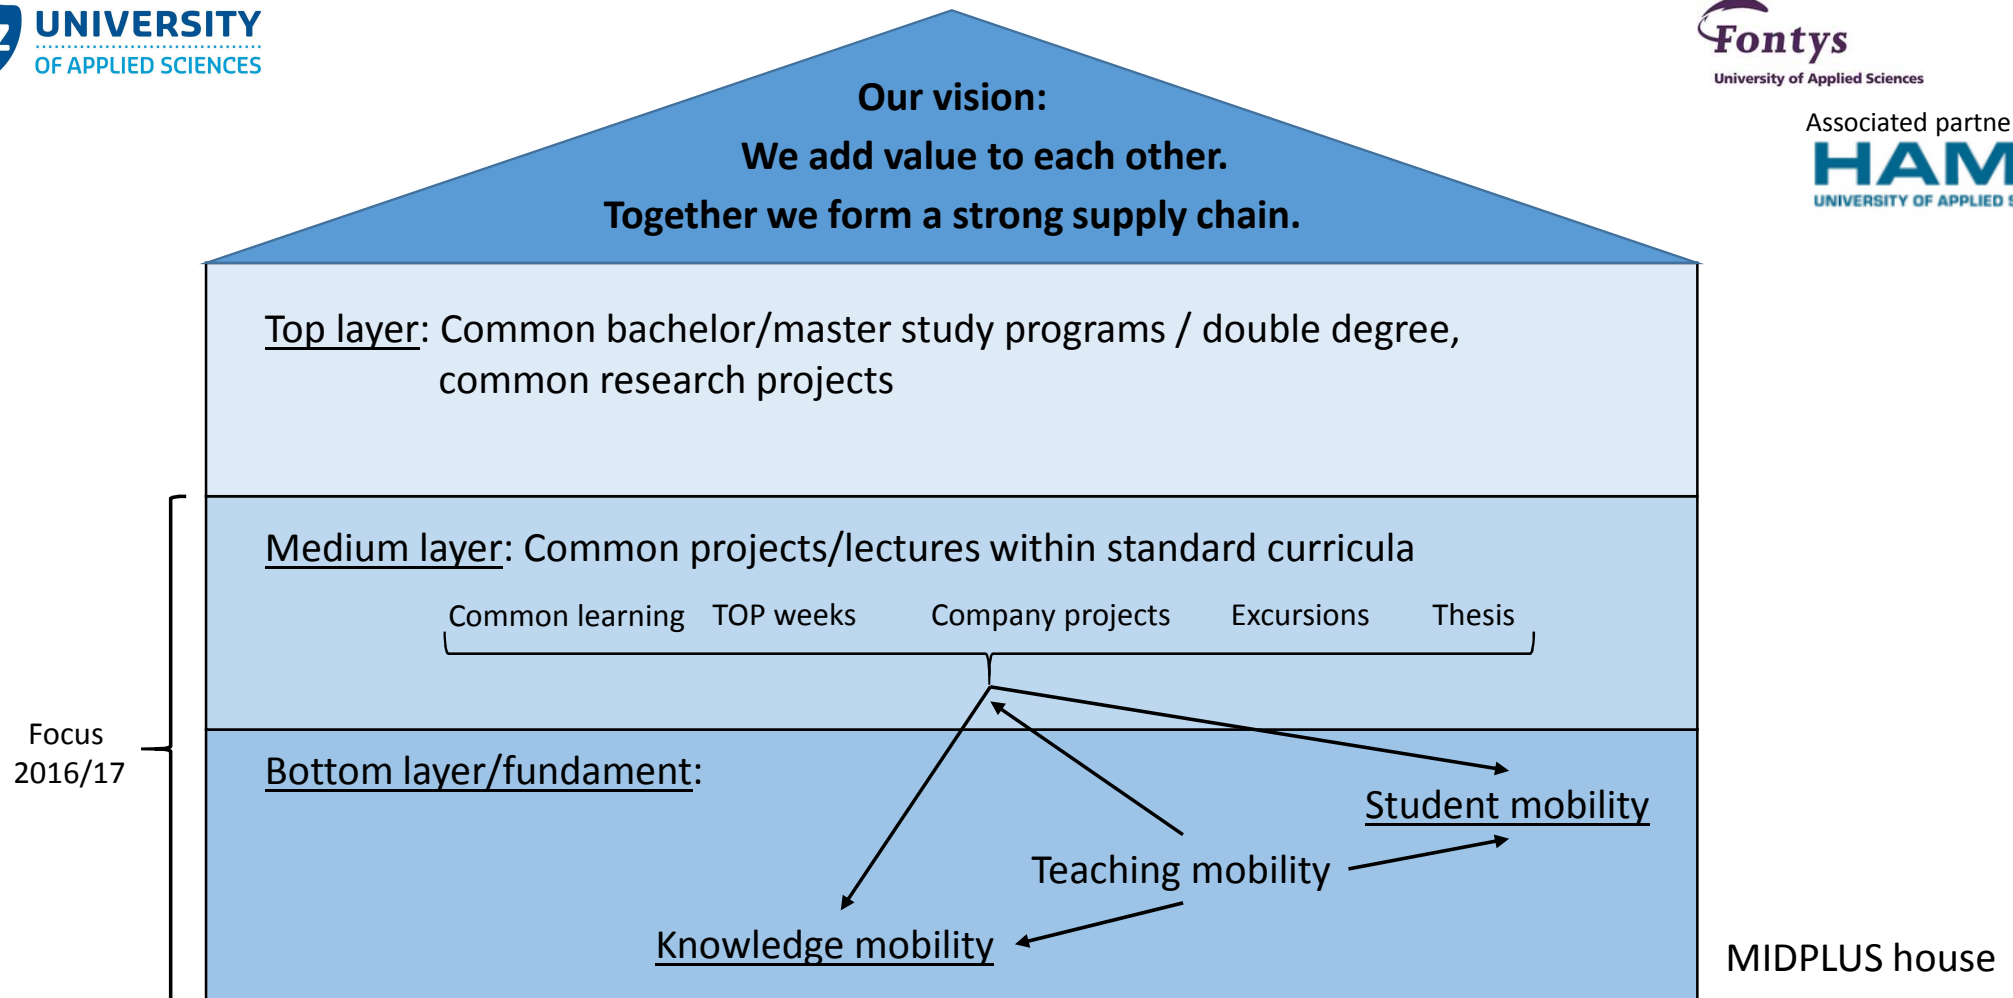 UNIVERSITY
OF APPLIED SCIENCES
Fontys
University of Applied Sciences
Associated
UNIVERSITY OF APPLIED
Our vision:
We add value to each other.
Together we form a strong supply chain.
Top layer: Common bachelor/master study programs / double degree,
common research projects
Medium layer: Common projects/lectures within standard curricula
Common learning TOP weeks Company projects Excursions Thesis
Focus
2016/17
Bottom layer/fundament:
Student mobility
Teaching mobility
Knowledge mobility
MIDPLUS house